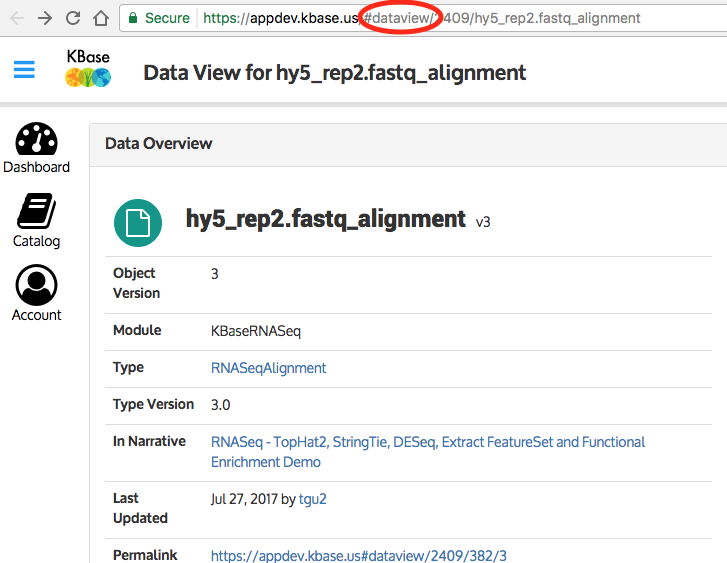 Secure https://appdev.kbase.us/#dataview/2409/hy5_rep2.fastq_alignment
KBase
Data View for hy5_rep2.fastq_alignment
Dashboard
Catalog
Account
Data Overview
hy5_rep2.fastq_alignment v3
Object Version 3
Module KBaseRNASeq
Type RNASeqAlignment
Type Version 3.0
In Narrative RNASeq - TopHat2, StringTie, DESeq, Extract FeatureSet and Functional
Enrichment Demo
Last Updated Jul 27, 2017 by tgu2
Permalink https://appdev.kbase.us#dataview/2409/382/3